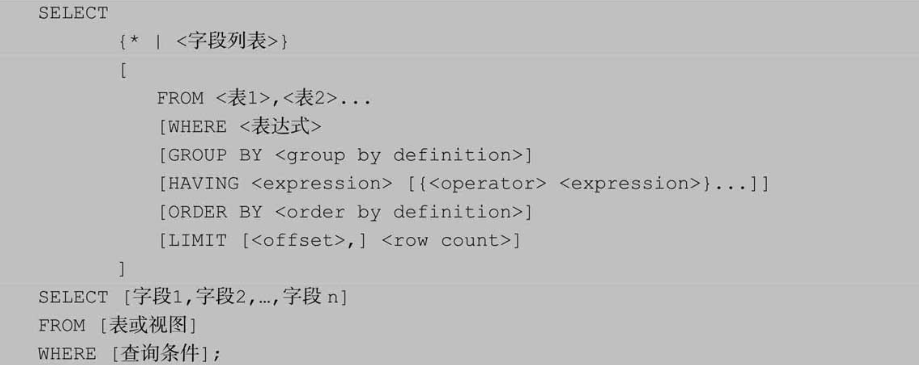 SELECT
{* | <字段列表>}
[
FROM <表1>,<表2>...
[WHERE <表达式>
[GROUP BY <group by definition>]
[HAVING <expression> [{<operator> <expression>}...]]
[ORDER BY <order by definition>]
[LIMIT [<offset>,] <row count>]
]
SELECT [字段1,字段2,…,字段n]
FROM [表或视图]
WHERE [查询条件];